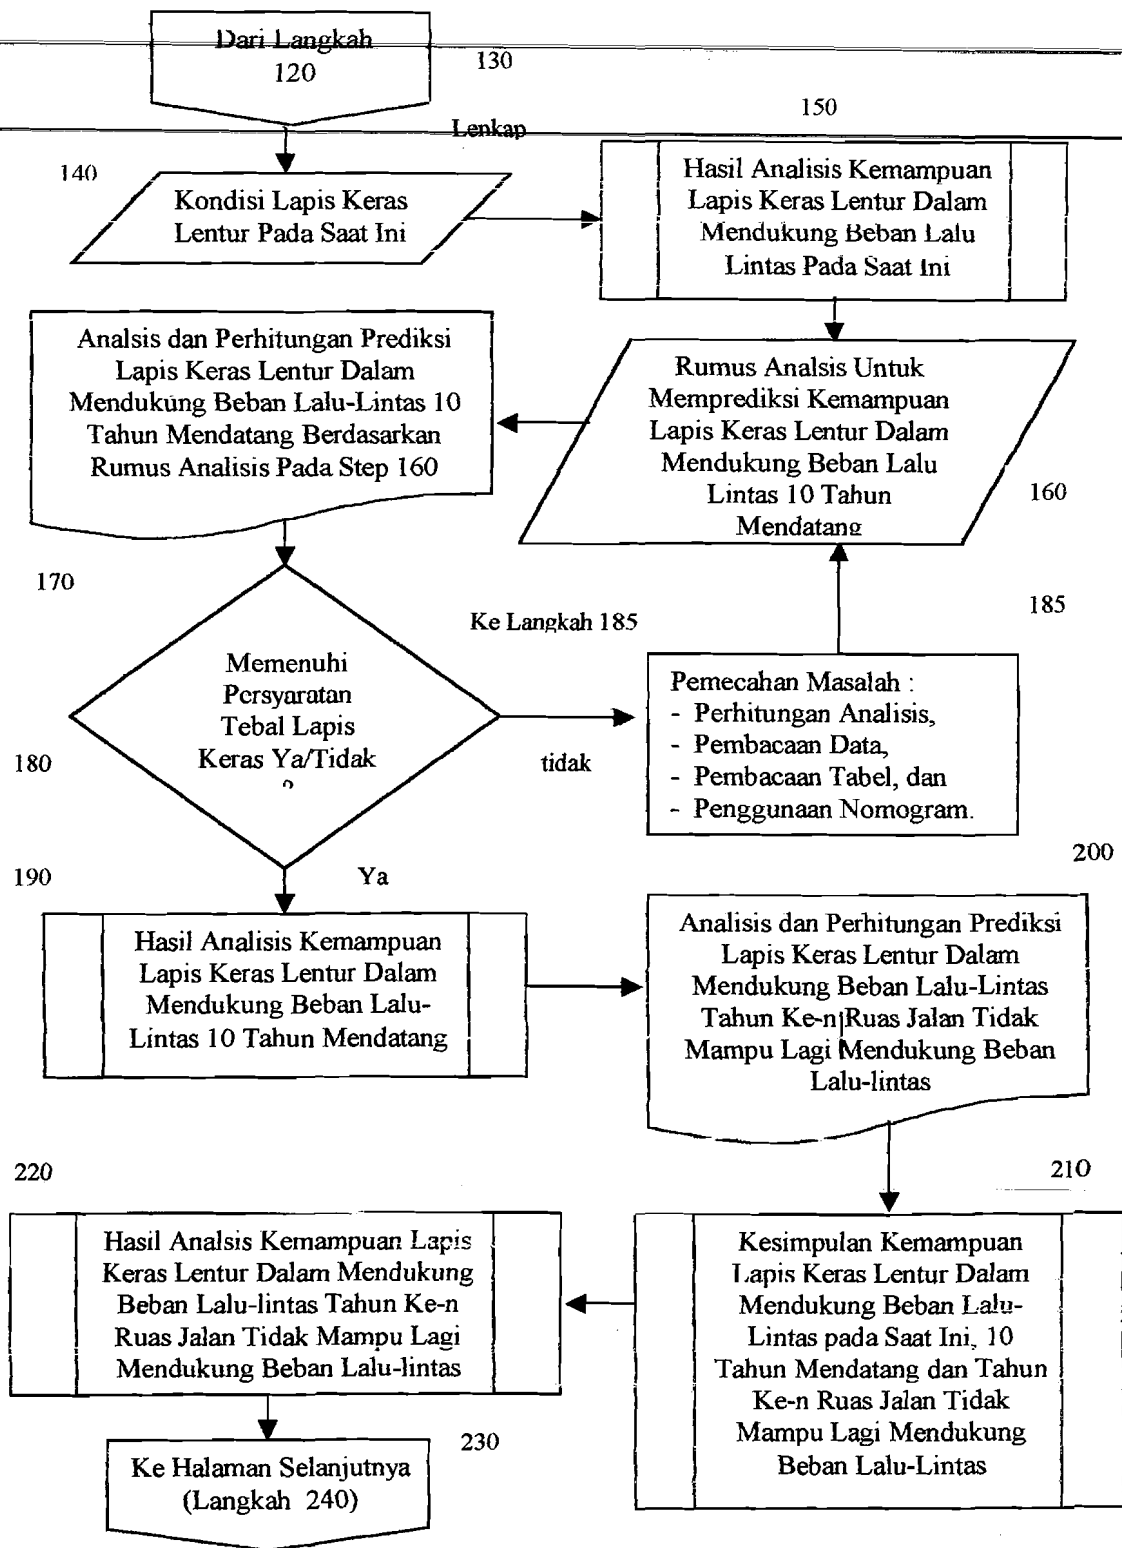 Dari Langkah
120
130
150
Lenkap
140
Kondisi Lapis Keras
Lentur Pada Saat Ini
Hasil Analisis Kemampuan
Lapis Keras Lentur Dalam
Mendukung Beban Lalu
Lintas Pada Saat Ini
Analsis dan Perhitungan Prediksi
Lapis Keras Lentur Dalam
Mendukung Beban Lalu-Lintas 10
Tahun Mendatang Berdasarkan
Rumus Analisis Pada Step 160
Rumus Analsis Untuk
Memprediksi Kemampuan
Lapis Keras Lentur Dalam
Mendukung Beban Lalu
Lintas 10 Tahun
Mendatang
160
170
185
Ke Langkah 185
Memenuhi
Persyaratan
Tebal Lapis
Keras Ya/Tidak
?
180
tidak
Pemecahan Masalah :
- Perhitungan Analisis,
- Pembacaan Data,
- Pembacaan Tabel, dan
- Penggunaan Nomogram.
190
Ya
200
Hasil Analisis Kemampuan
Lapis Keras Lentur Dalam
Mendukung Beban Lalu-
Lintas 10 Tahun Mendatang
Analisis dan Perhitungan Prediksi
Lapis Keras Lentur Dalam
Mendukung Beban Lalu-Lintas
Tahun Ke-n Ruas Jalan Tidak
Mampu Lagi Mendukung Beban
Lalu-lintas
220
210
Hasil Analsis Kemampuan Lapis
Keras Lentur Dalam Mendukung
Beban Lalu-lintas Tahun Ke-n
Ruas Jalan Tidak Mampu Lagi
Mendukung Beban Lalu-lintas
Kesimpulan Kemampuan
Lapis Keras Lentur Dalam
Mendukung Beban Lalu-
Lintas pada Saat Ini, 10
Tahun Mendatang dan Tahun
Ke-n Ruas Jalan Tidak
Mampu Lagi Mendukung
Beban Lalu-Lintas
230
Ke Halaman Selanjutnya
(Langkah 240)